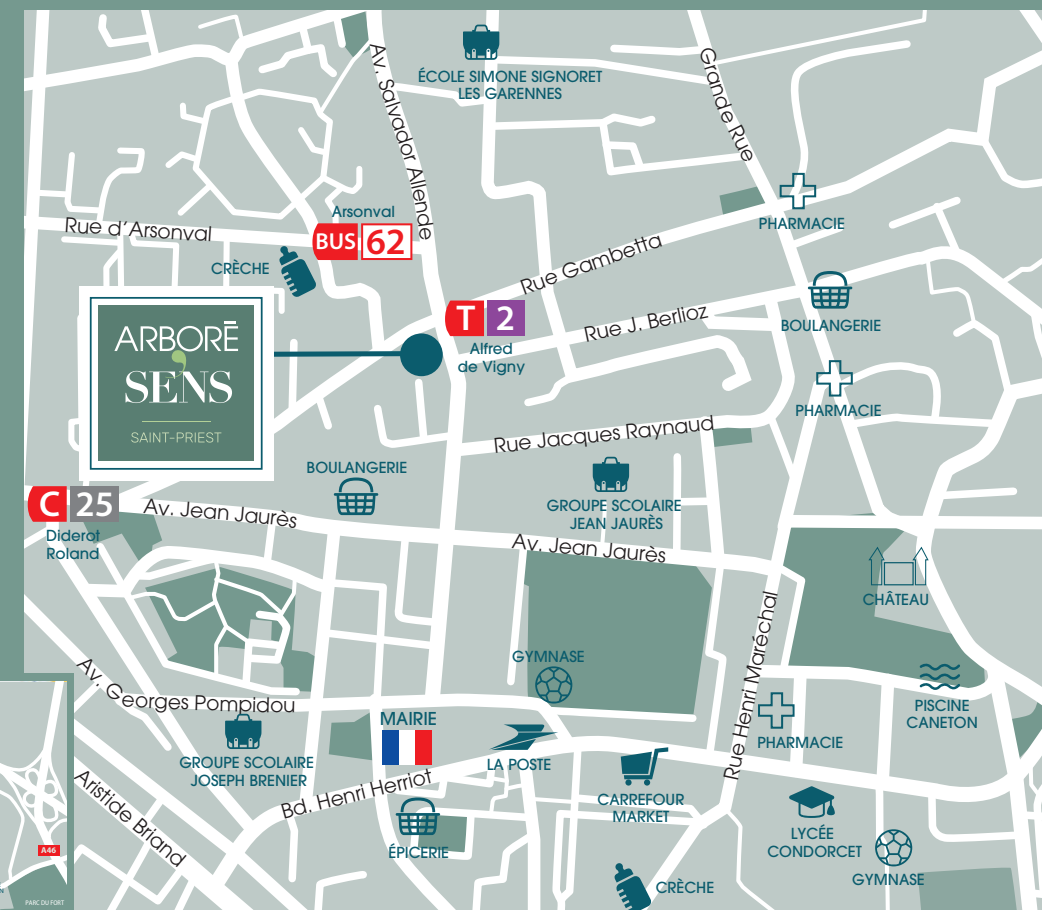 ÉCOLE SIMONE SIGNORET
LES GARENNES
Av. Salvador Allende
Grande Rue
PHARMACIE
Arsonval
BUS 62
Rue d'Arsonval
CRÈCHE
Rue Gambetta
T 2
Alfred
de Vigny
Rue J. Berlioz
BOULANGERIE
ARBORĒ
SENS
SAINT-PRIEST
PHARMACIE
Rue Jacques Raynaud
BOULANGERIE
GROUPE SCOLAIRE
JEAN JAURÈS
C 25
Diderot
Roland
Av. Jean Jaurès
Av. Jean Jaurès
CHÂTEAU
Rue Henri Maréchal
GYMNASE
Av. Georges Pompidou
PISCINE
CANETON
MAIRIE
PHARMACIE
GROUPE SCOLAIRE
JOSEPH BRENIER
LA POSTE
Bd. Henri Herriot
CARREFOUR
MARKET
Aristide Briand
LYCÉE
CONDORCET
ÉPICERIE
GYMNASE
CRÈCHE
A46
PARC DU FORT